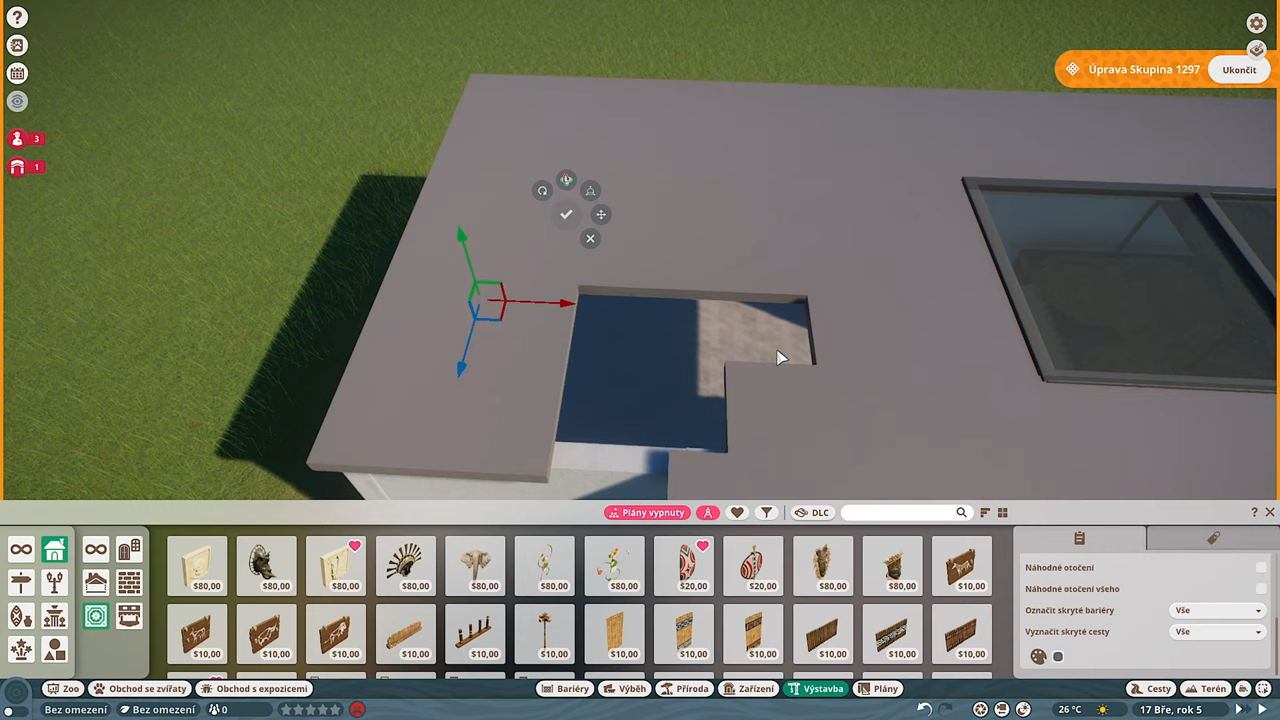 ?
Úprava Skupina 1297
Ukončit
3
1
Plány vypnuty
DLC
?
$80,00
$80,00
$80,00
$80,00
$80,00
$80,00
$80,00
$20,00
$20,00
$80,00
$80,00
$10,00
$10,00
$10,00
$10,00
$10,00
$10,00
$10,00
$10,00
$10,00
$10,00
$10,00
$10,00
$10,00
Náhodné otočení
Náhodné otočení všeho
Označit skryté bariéry
Vše
Vyznačit skryté cesty
Vše
Zoo
Obchod se zvířaty
Obchod s expozicemi
Bariéry
Výběh
Příroda
Zařízení
Výstavba
Plány
Cesty
Terén
Bez omezení
Bez omezení
0
26 °C
17 Bře, rok 5